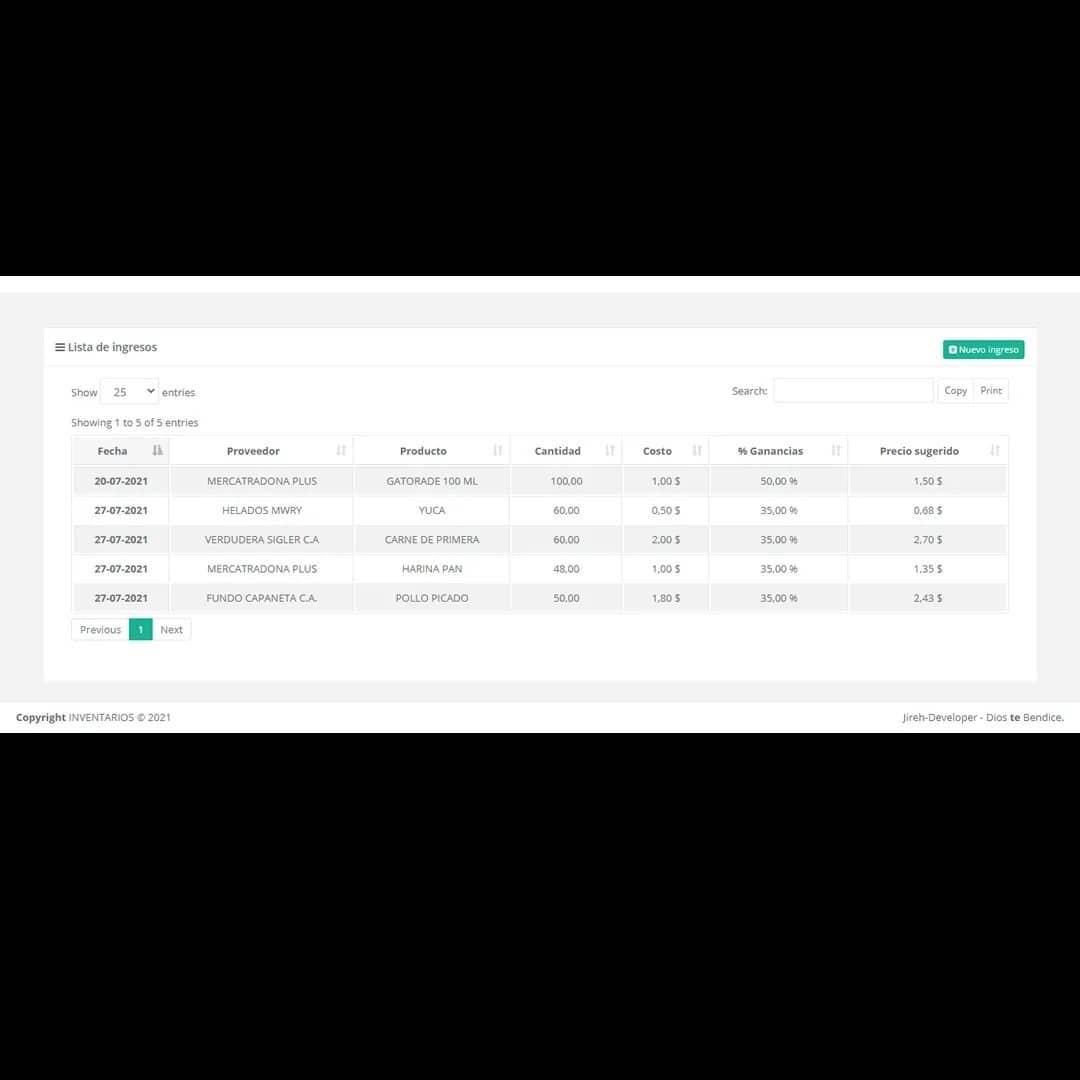 Lista de ingresos
Nuevo ingreso
Show 25 entries
Search:
Copy Print
Showing 1 to 5 of 5 entries
Fecha Proveedor Producto Cantidad Costo % Ganancias Precio sugerido
20-07-2021 MERCATRADONA PLUS GATORADE 100 ML 100,00 1,00 $ 50,00 % 1,50 $
27-07-2021 HELADOS MWRY YUCA 60,00 0,50 $ 35,00 % 0,68 $
27-07-2021 VERDUDERA SIGLER C.A CARNE DE PRIMERA 60,00 2,00 $ 35,00 % 2,70 $
27-07-2021 MERCATRADONA PLUS HARINA PAN 48,00 1,00 $ 35,00 % 1,35 $
27-07-2021 FUNDO CAPANETA C.A. POLLO PICADO 50,00 1,80 $ 35,00 % 2,43 $
Previous 1 Next
Copyright INVENTARIOS © 2021
Jireh-Developer - Dios te Bendice.